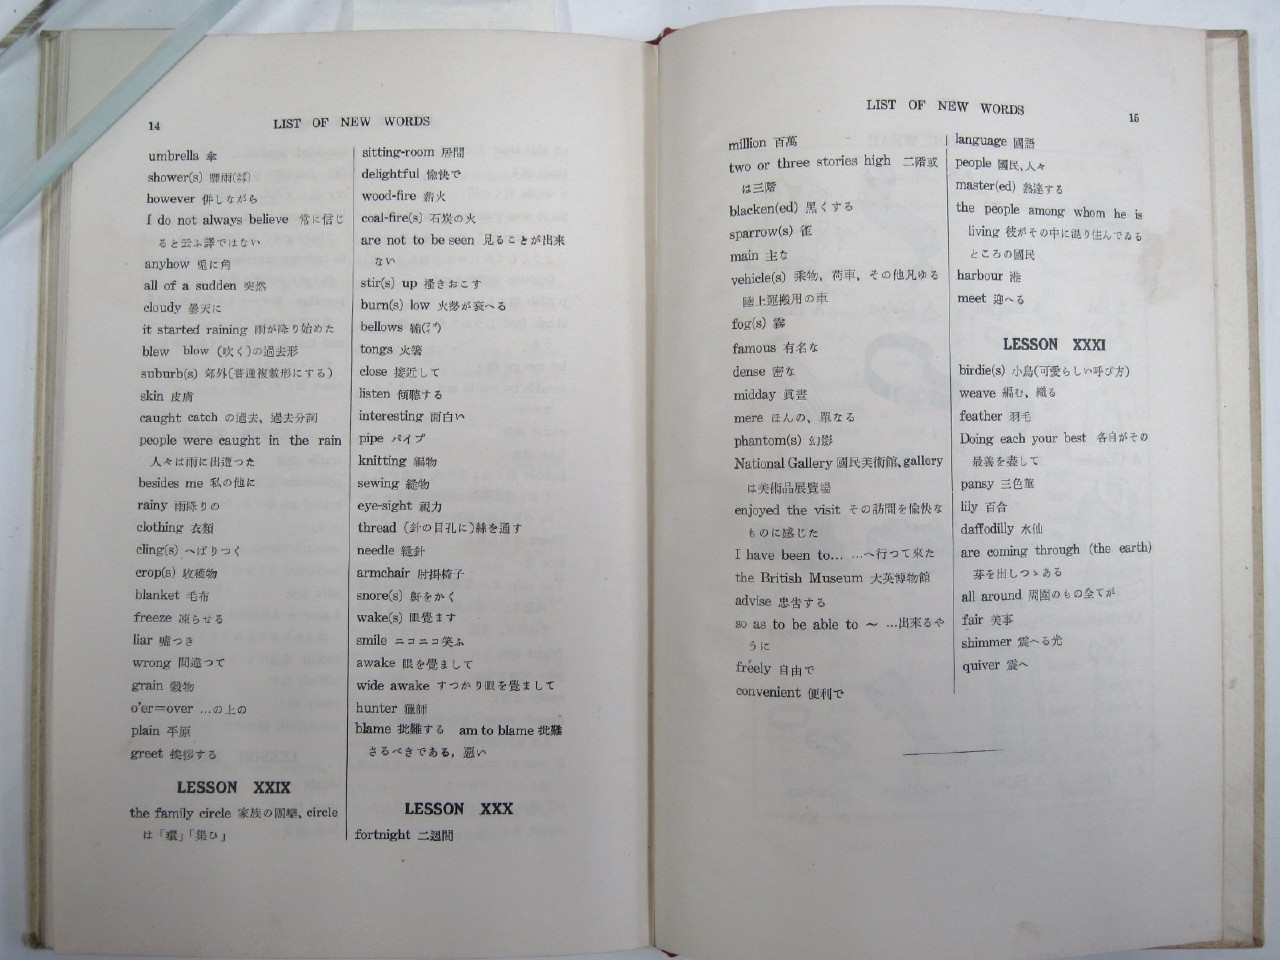 14
LIST OF NEW WORDS
umbrella 傘
shower(s) 驟雨
however 併しながら
I do not always believe 常に信じ
ると云ふ譯ではない
anyhow 兎に角
all of a sudden 突然
cloudy 曇天に
it started raining 雨が降り始めた
blew blow (吹く)の過去形
suburb(s) 郊外(普通複數形にする)
skin 皮膚
caught catch の過去、過去分詞
people were caught in the rain
人々は雨に出遭つた
besides me 私の他に
rainy 雨降りの
clothing 衣類
cling(s) へばりつく
crop(s) 收穫物
blanket 毛布
freeze 凍らせる
liar 嘘つき
wrong 間違つて
grain 穀物
o'er=over …の上の
plain 平原
greet 挨拶する
LESSON XXIX
the family circle 家族の團欒、circle
は「環」「集ひ」
sitting-room 居間
delightful 愉快で
wood-fire 薪火
coal-fire(s) 石炭の火
are not to be seen 見ることが出來
ない
stir(s) up 搔きおこす
burn(s) low 火勢が衰へる
bellows 鞴
tongs 火箸
close 接近して
listen 傾聽する
interesting 面白い
pipe パイプ
knitting 編物
sewing 縫物
eye-sight 視力
thread (針の目孔に)絲を通す
needle 縫針
armchair 肘掛椅子
snore(s) 鼾をかく
wake(s) 眼覺ます
smile ニコニコ笑ふ
awake 眼を覺まして
wide awake すつかり眼を覺まして
hunter 獵師
blame 批難する am to blame 批難
さるべきである, 惡い
LESSON XXX
fortnight 二週間
LIST OF NEW WORDS
15
million 百萬
two or three stories high 二階或
は三階
blacken(ed) 黑くする
sparrow(s) 雀
main 主な
vehicle(s) 乘物、荷車、その他凡ゆる
陸上運搬用の車
fog(s) 霧
famous 有名な
dense 密な
midday 眞晝
mere ほんの、單なる
phantom(s) 幻影
National Gallery 國民美術館, gallery
は美術品展覽場
enjoyed the visit その訪問を愉快な
ものに感じた
I have been to… …へ行つて來た
the British Museum 大英博物館
advise 忠吿する
so as to be able to ～ …出來るや
うに
freely 自由で
convenient 便利で
language 國語
people 國民、人々
master(ed) 熟達する
the people among whom he is
living 彼がその中に混り住んでゐる
ところの國民
harbour 港
meet 迎へる
LESSON XXXI
birdie(s) 小鳥(可愛らしい呼び方)
weave 編む、織る
feather 羽毛
Doing each your best 各自がその
最善を盡して
pansy 三色菫
lily 百合
daffodilly 水仙
are coming through (the earth)
芽を出しつゝある
all around 周圍のもの全てが
fair 美事
shimmer 震へる光
quiver 震へ